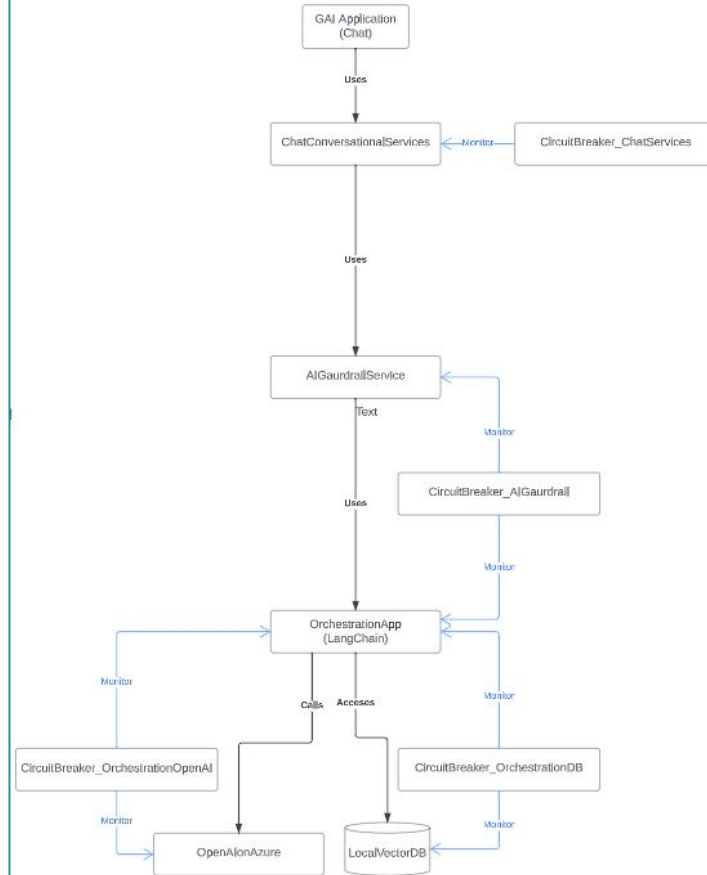 GAI Application
(Chat)
Uses
ChatConversationalServices
Monitor
CircuitBreaker_ChatServices
Uses
AIGaurdrailService
Text
Monitor
Uses
CircuitBreaker_AIGaurdrail
Monitor
OrchestrationApp
(LangChain)
Monitor
Calls
Acceses
Monitor
CircuitBreaker_OrchestrationOpenAI
CircuitBreaker_OrchestrationDB
Monitor
Monitor
OpenAIonAzure
LocalVectorDB